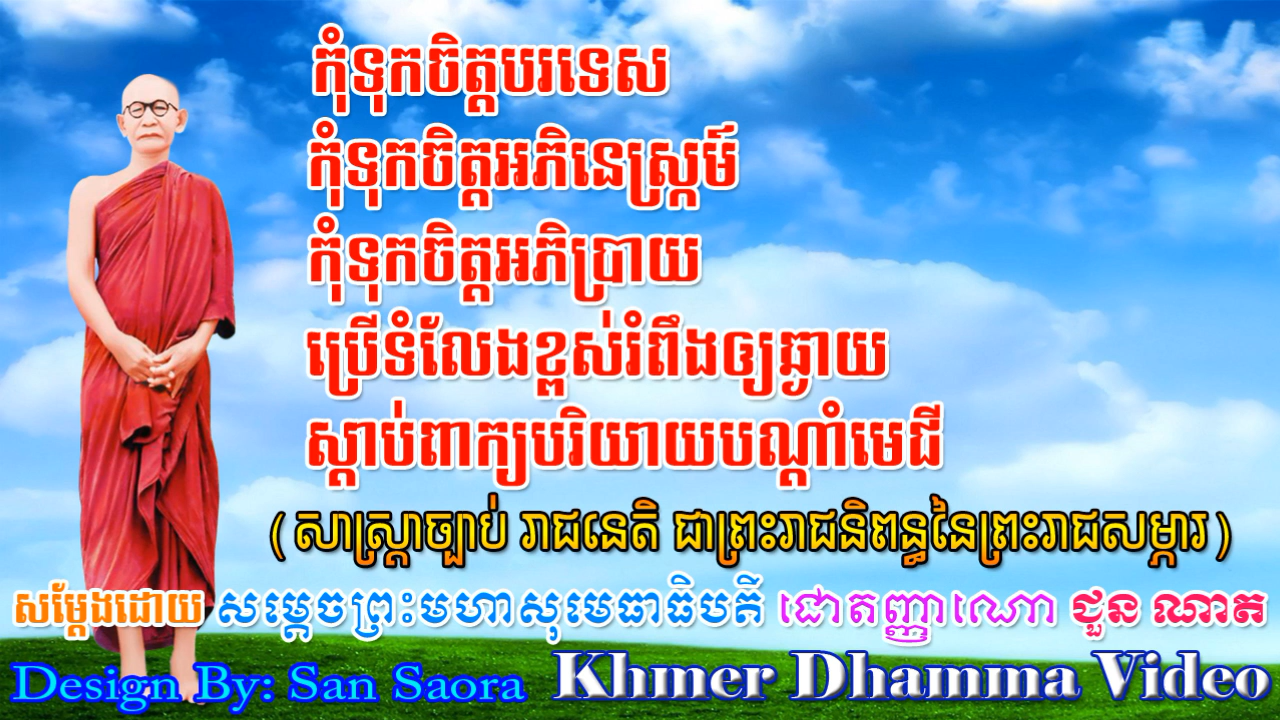 កុំទុកចិត្តបរទេស
កុំទុកចិត្តអភិនេស្ក្រម៍
កុំទុកចិត្តអភិប្រាយ
ប្រើទំលែងខ្ពស់រំពឹងឲ្យឆ្ងាយ
ស្ដាប់ពាក្យបរិយាយបណ្ដាំមេជី
(សាស្ត្រាច្បាប់ រាជនេតិ ជាព្រះរាជនិពន្ធនៃព្រះរាជសម្ភារ)
សម្ដែងដោយ សម្ដេចព្រះមហាសុមេធាធិបតី ជោតញ្ញាណោ ជួន ណាត
Design By: San Saora Khmer Dhamma Video